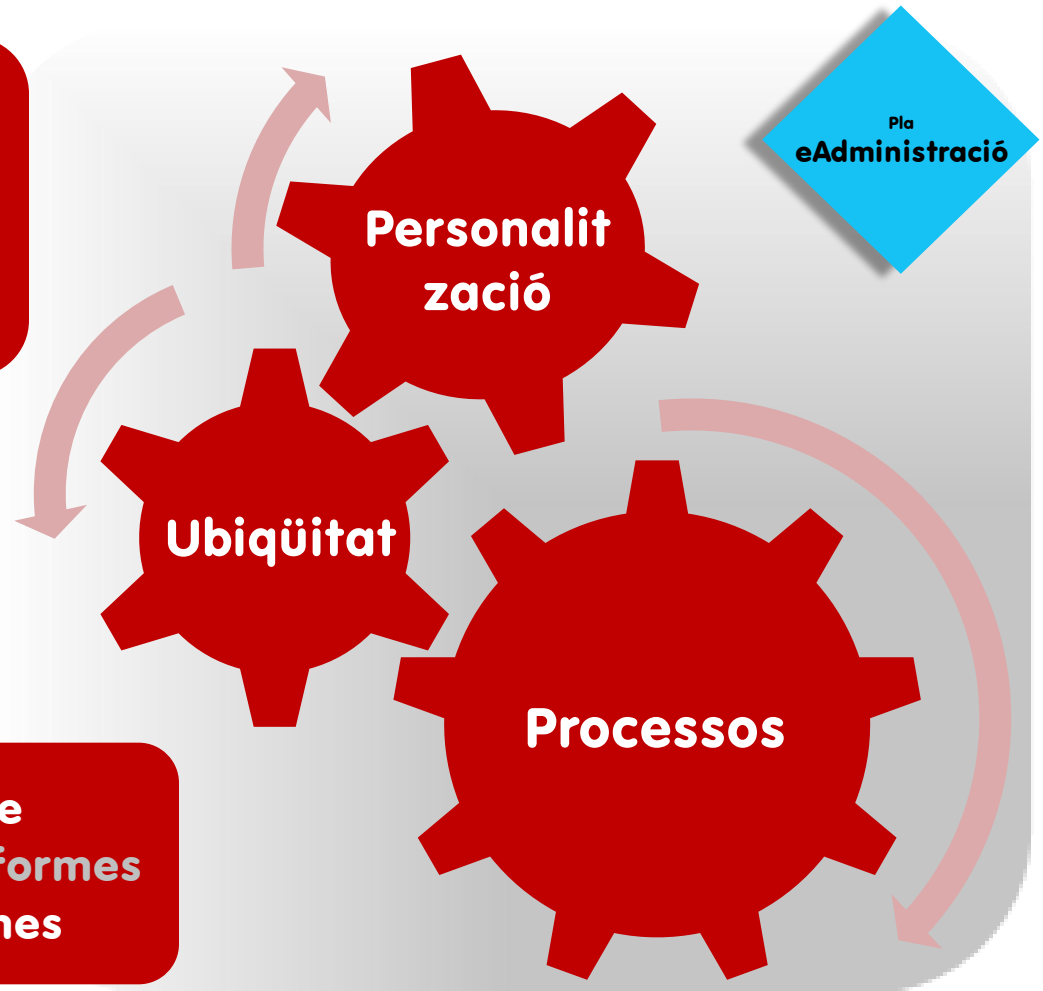 Pla
eAdministració
Personalit
zació
Ubiqüitat
Processos
e
formes
nes